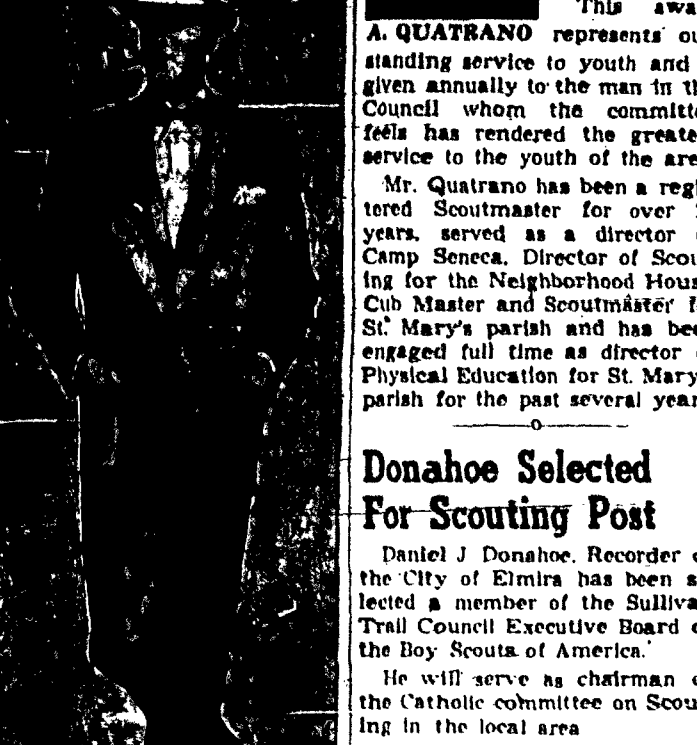 This awa
A. QUATRANO represents ou
standing service to youth and
given annually to the man in th
Council whom the committe
feels has rendered the greate
service to the youth of the are
Mr. Quatrano has been a regi
tered Scoutmaster for over
years, served as a director
Camp Seneca, Director of Scou
ing for the Neighborhood Hous
Cub Master and Scoutmaster f
St. Mary's parish and has bee
engaged full time as director
Physical Education for St. Mary
parish for the past several year
Donahoe Selected
For Scouting Post
Daniel J Donahoe, Recorder o
the City of Elmira has been s
lected a member of the Sulliva
Trail Council Executive Board o
the Boy Scouts of America.
He will serve as chairman o
the Catholic committee on Scou
ing in the local area